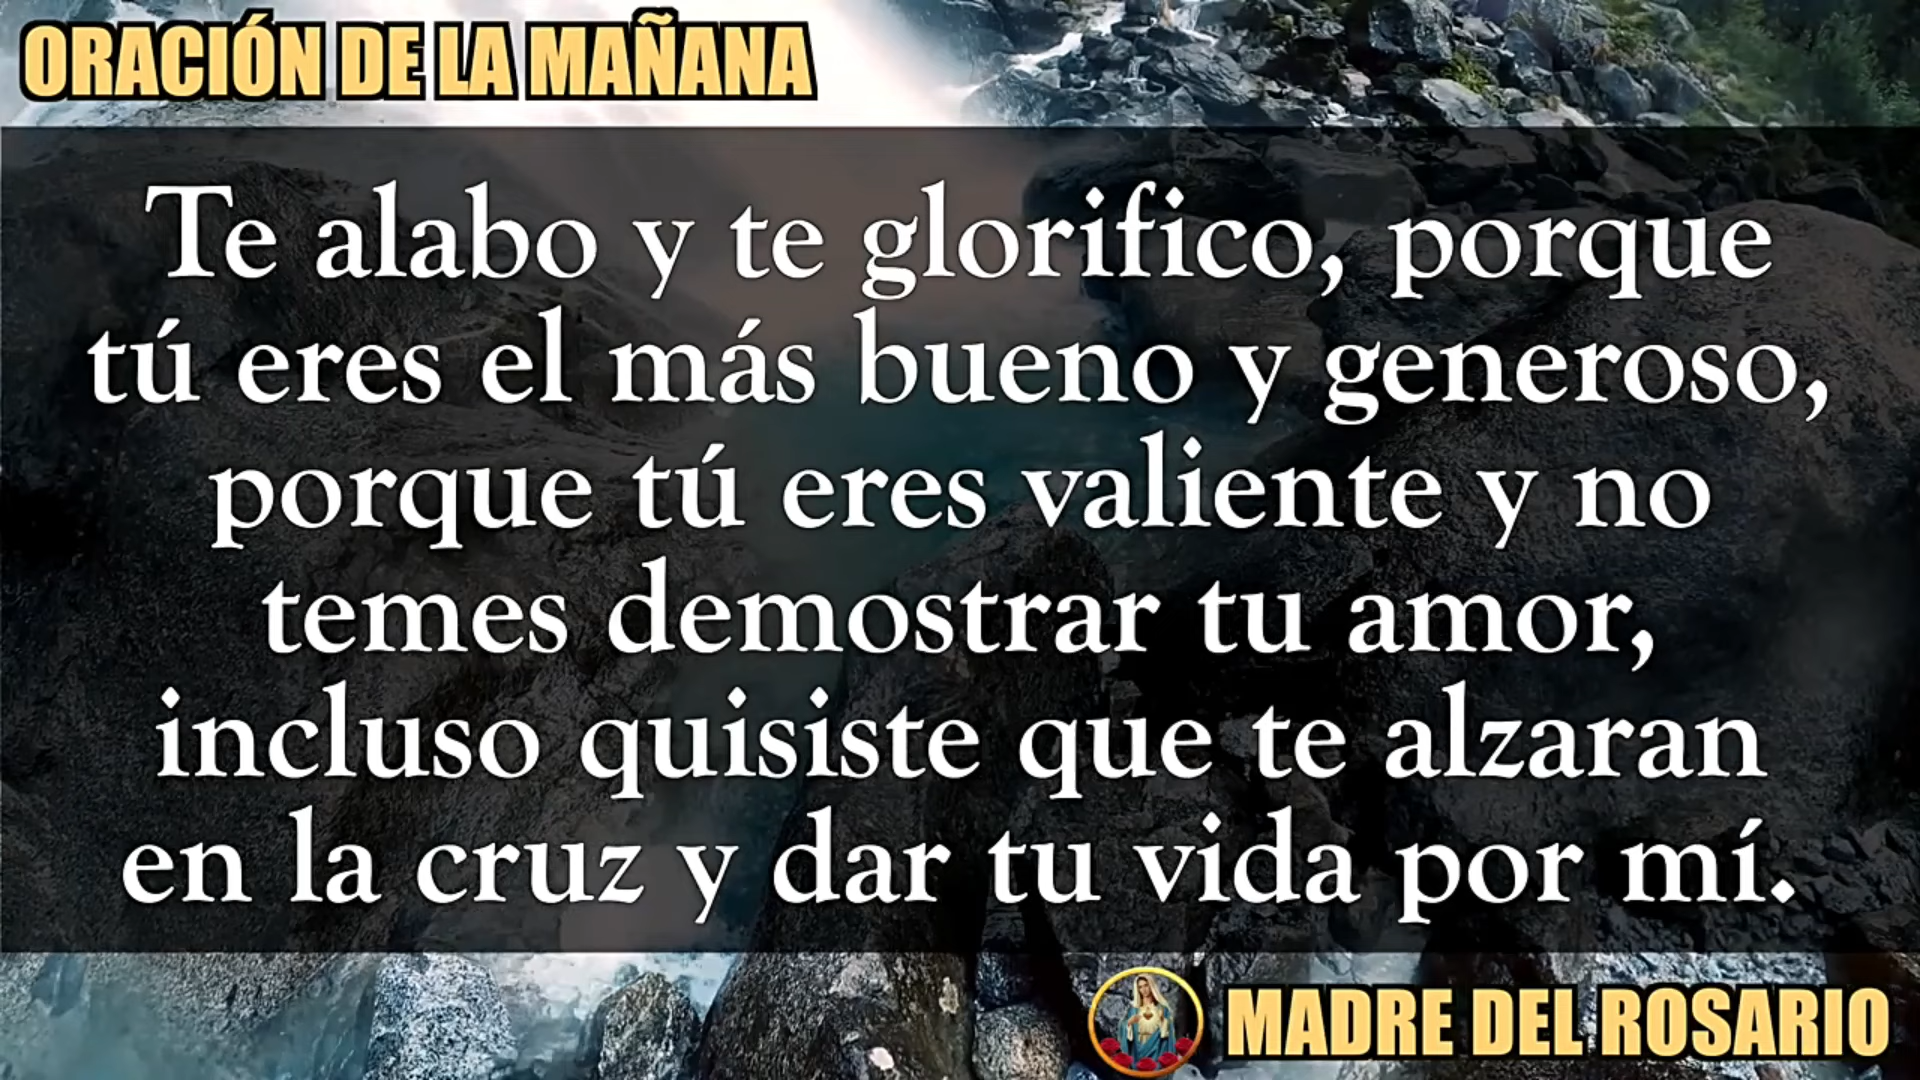 ORACIÓN DE LA MAÑANA
Te alabo y te glorifico, porque
tú eres el más bueno y generoso,
porque tú eres valiente y no
temes demostrar tu amor,
incluso quisiste que te alzaran
en la cruz y dar tu vida por mí.
MADRE DEL ROSARIO